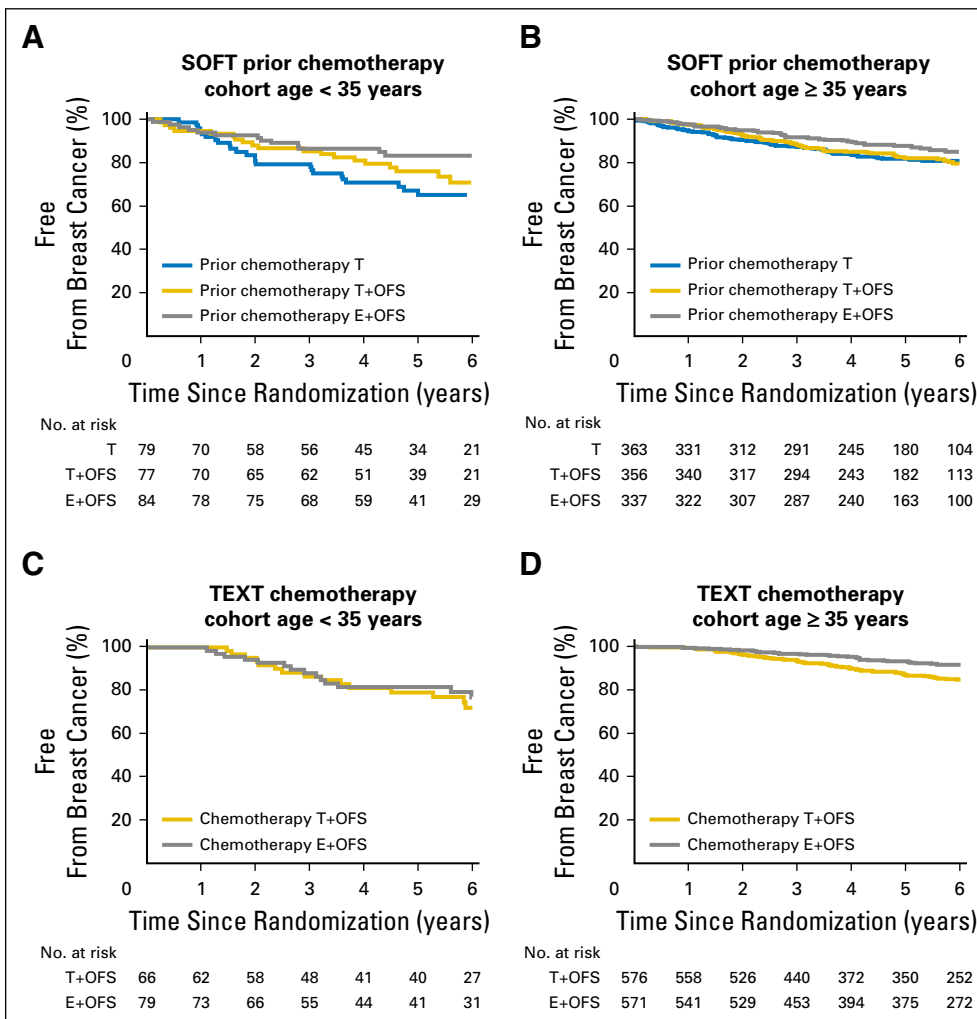 A
SOFT prior chemotherapy
cohort age < 35 years
Free
From Breast Cancer (%)
100
80
60
40
20
Prior chemotherapy T
Prior chemotherapy T+OFS
Prior chemotherapy E+OFS
0 1 2 3 4 5 6
Time Since Randomization (years)
No. at risk
T 79 70 58 56 45 34 21
T+OFS 77 70 65 62 51 39 21
E+OFS 84 78 75 68 59 41 29
B
SOFT prior chemotherapy
cohort age ≥ 35 years
Free
From Breast Cancer (%)
100
80
60
40
20
Prior chemotherapy T
Prior chemotherapy T+OFS
Prior chemotherapy E+OFS
0 1 2 3 4 5 6
Time Since Randomization (years)
No. at risk
T 363 331 312 291 245 180 104
T+OFS 356 340 317 294 243 182 113
E+OFS 337 322 307 287 240 163 100
C
TEXT chemotherapy
cohort age < 35 years
Free
From Breast Cancer (%)
100
80
60
40
20
Chemotherapy T+OFS
Chemotherapy E+OFS
0 1 2 3 4 5 6
Time Since Randomization (years)
No. at risk
T+OFS 66 62 58 48 41 40 27
E+OFS 79 73 66 55 44 41 31
D
TEXT chemotherapy
cohort age ≥ 35 years
Free
From Breast Cancer (%)
100
80
60
40
20
Chemotherapy T+OFS
Chemotherapy E+OFS
0 1 2 3 4 5 6
Time Since Randomization (years)
No. at risk
T+OFS 576 558 526 440 372 350 252
E+OFS 571 541 529 453 394 375 272